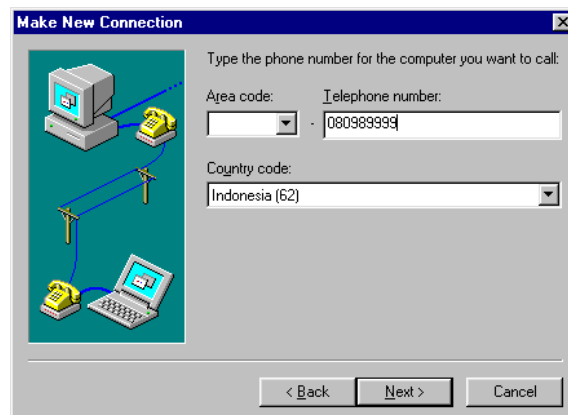 Make New Connection
Type the phone number for the computer you want to call:
Area code: Telephone number:
- 080989999
Country code:
Indonesia (62)
< Back Next > Cancel